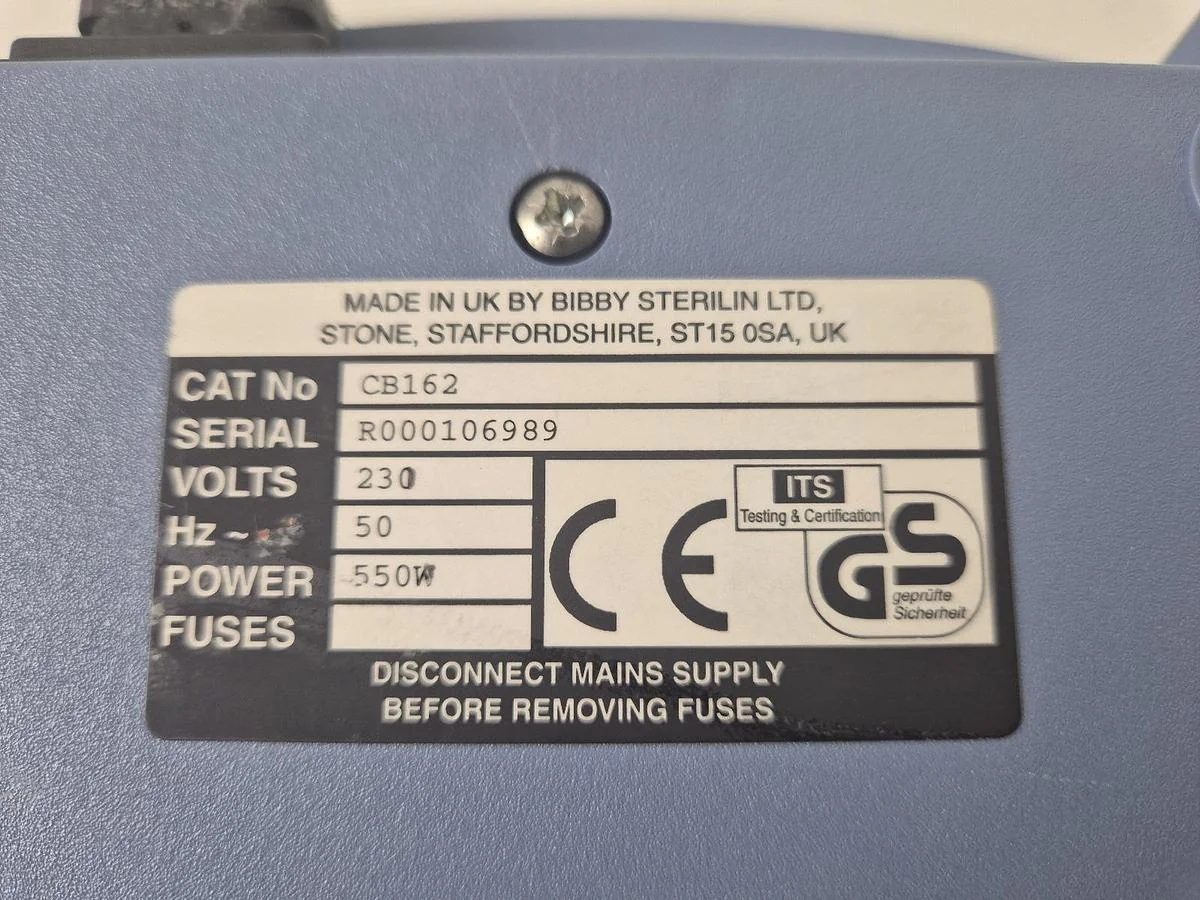 MADE IN UK BY BIBBY STERILIN LTD,
STONE, STAFFORDSHIRE, ST15 0SA, UK
CAT No CB162
SERIAL R000106989
VOLTS 230
Hz ~ 50
POWER 550W
FUSES
CE
ITS
Testing & Certification
GS
geprüfte
Sicherheit
DISCONNECT MAINS SUPPLY
BEFORE REMOVING FUSES